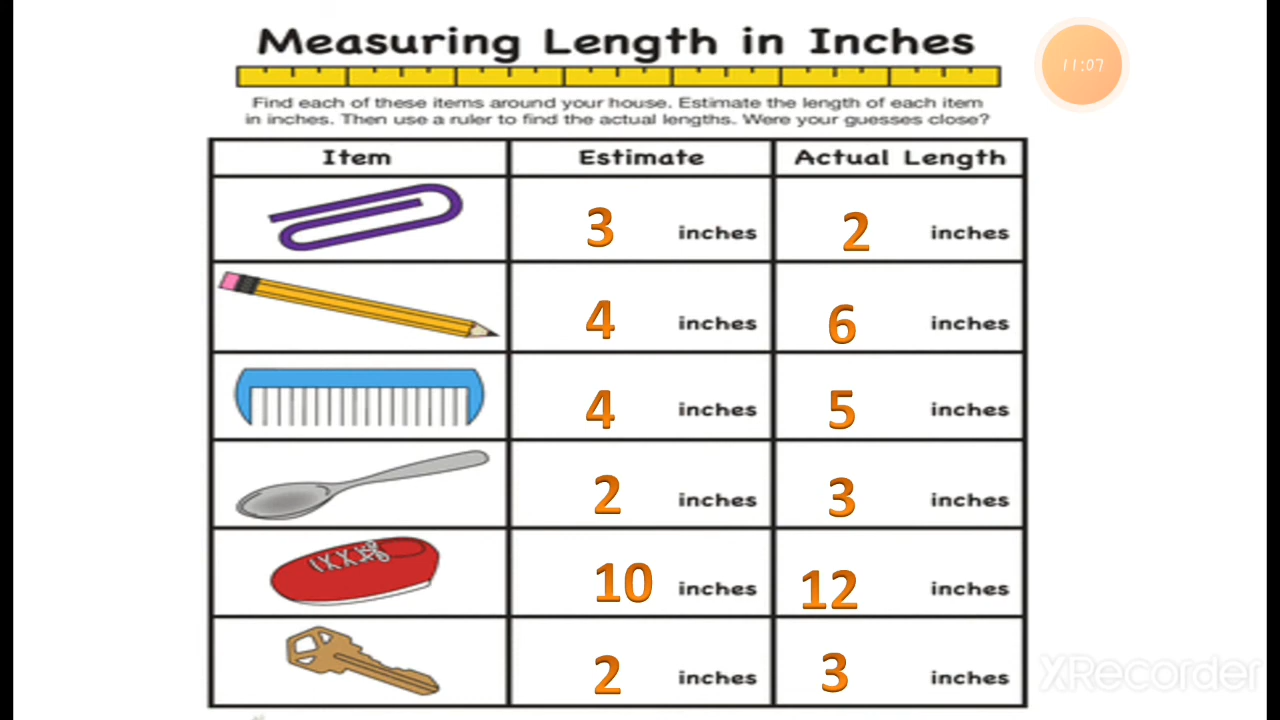 Measuring Length in Inches
11:07
Find each of these items around your house. Estimate the length of each item
in inches. Then use a ruler to find the actual lengths. Were your guesses close?
Item Estimate Actual Length
3 inches 2 inches
4 inches 6 inches
4 inches 5 inches
2 inches 3 inches
10 inches 12 inches
2 inches 3 inches
XRecorder